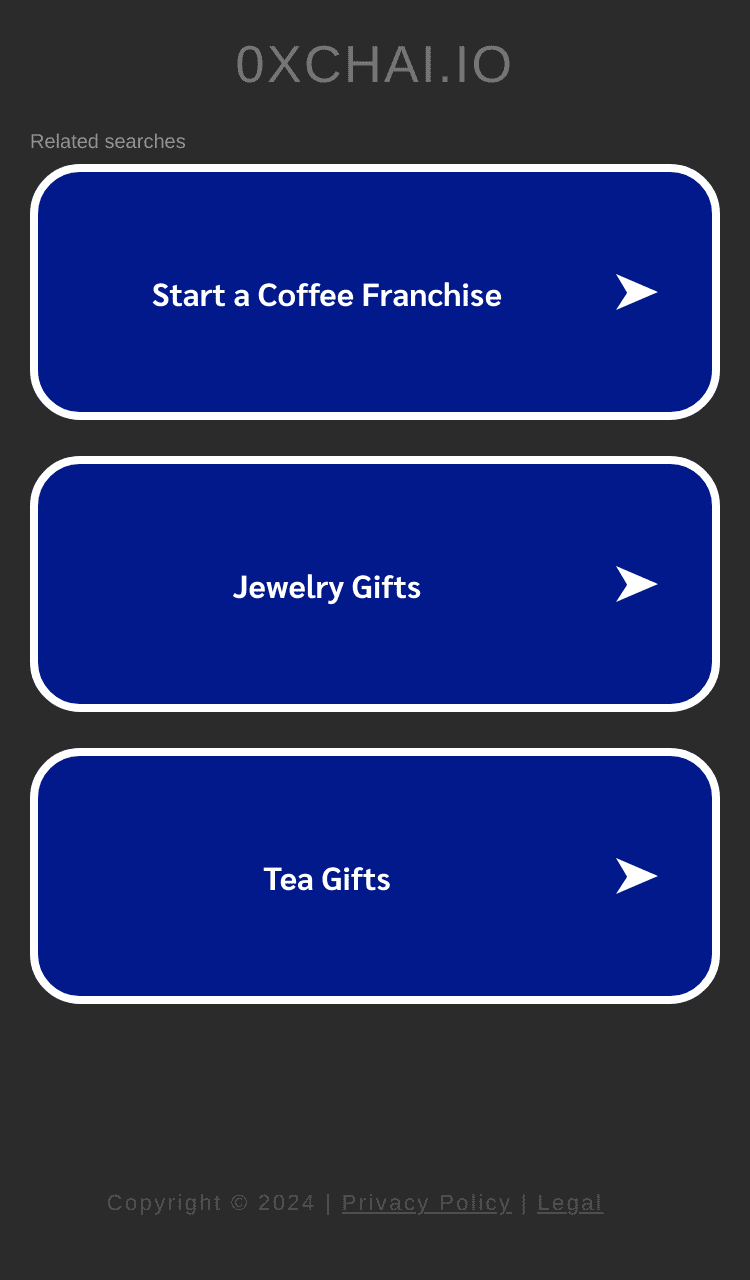 0XCHAI.IO
Related searches
Start a Coffee Franchise
Jewelry Gifts
Tea Gifts
Copyright © 2024 | Privacy Policy | Legal